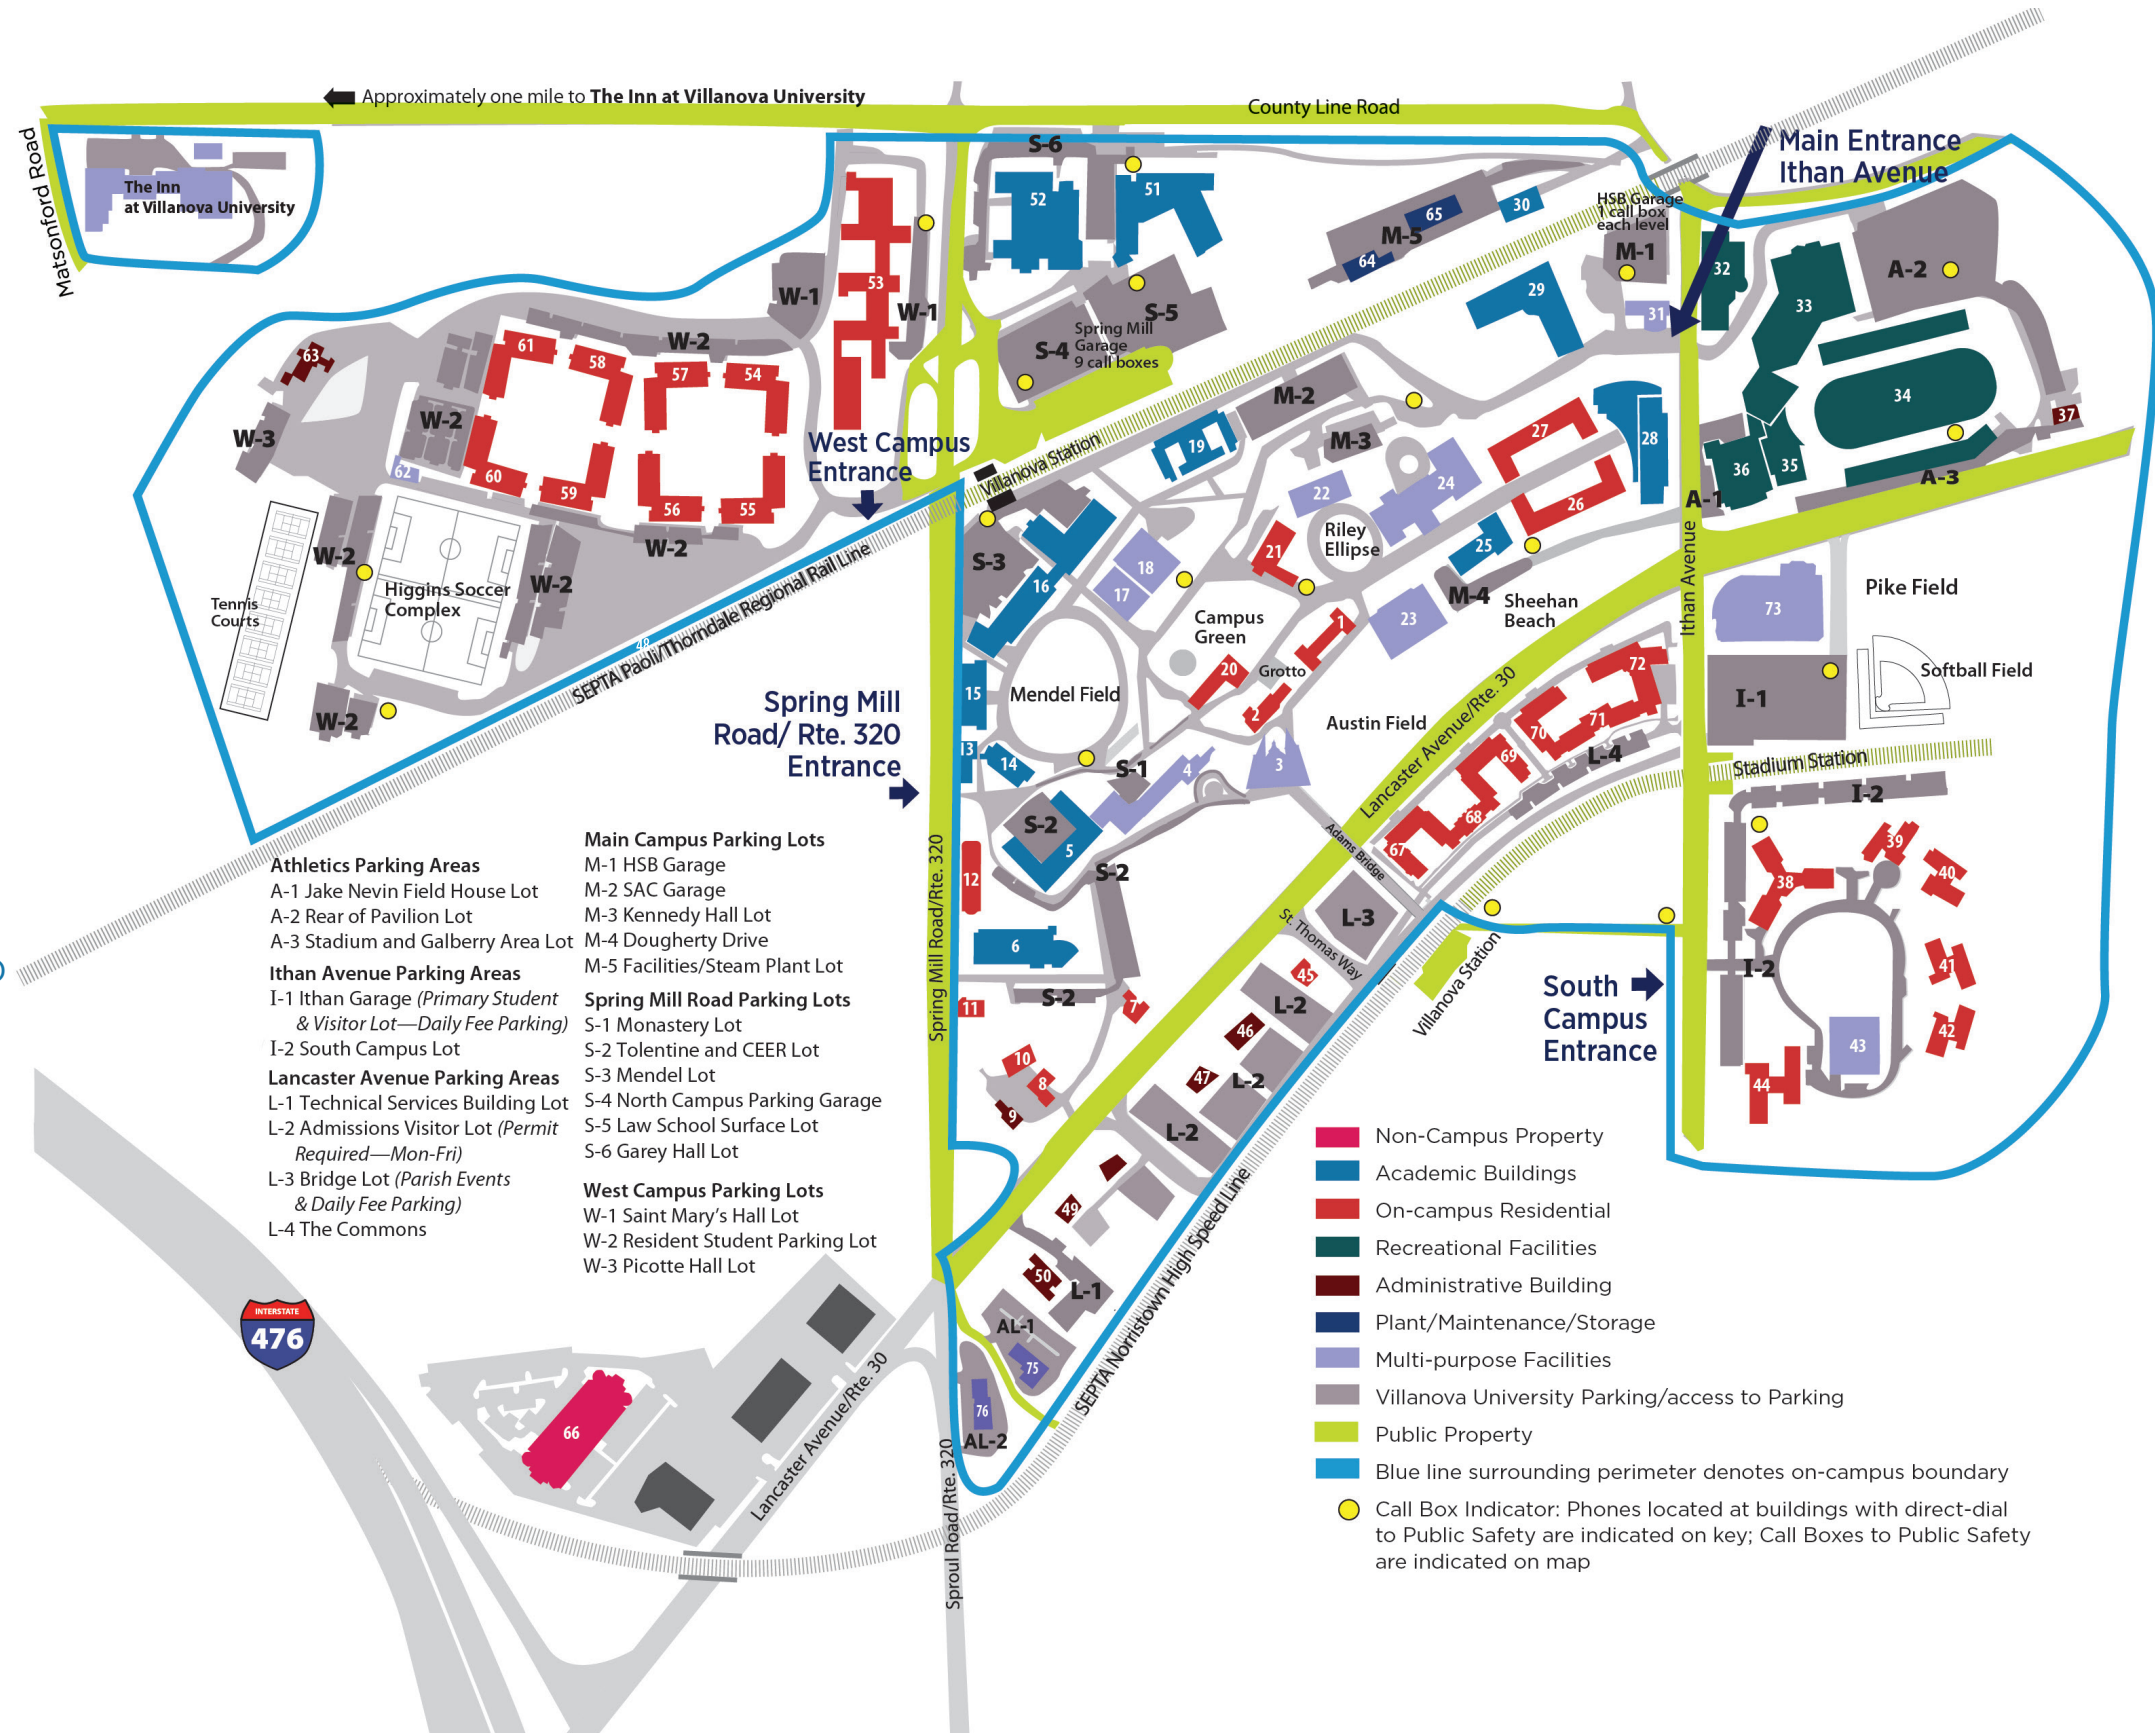 Approximately one mile to The Inn at Villanova University
County Line Road
Matsonford Road
The Inn
at Villanova University
Main Entrance
Ithan Avenue
HSB Garage
1 call box
each level
S-6
52
51
65
30
M-5
64
M-1
31
32
33
A-2
29
W-1
53
W-1
S-5
Spring Mill
Garage
9 call boxes
S-4
63
61
58
W-2
57
54
W-2
W-3
62
60
59
56
55
W-2
West Campus
Entrance
M-2
M-3
19
Villanova Station
27
28
34
37
36
35
A-1
A-3
22
24
26
Riley
Ellipse
25
21
W-2
W-2
Higgins Soccer
Complex
Tennis
Courts
W-2
48
SEPTA Paoli/Thorndale Regional Rail Line
S-3
16
18
17
Campus
Green
1
23
M-4
Sheehan
Beach
Ithan Avenue
73
Pike Field
Softball Field
I-1
Spring Mill
Road/ Rte. 320
Entrance
15
Mendel Field
20
Grotto
2
Austin Field
Lancaster Avenue/Rte. 30
72
71
70
69
L-4
68
67
Stadium Station
I-2
13
14
S-1
4
3
S-2
5
S-2
Adams Bridge
12
6
S-2
11
7
L-3
St. Thomas Way
45
L-2
46
47
L-2
L-2
10
8
9
49
50
L-1
AL-1
75
76
AL-2
Villanova Station
South
Campus
Entrance
38
39
40
41
42
I-2
43
44
Spring Mill Road/Rte. 320
SEPTA Norristown High Speed Line
Athletics Parking Areas
A-1 Jake Nevin Field House Lot
A-2 Rear of Pavilion Lot
A-3 Stadium and Galberry Area Lot
Ithan Avenue Parking Areas
I-1 Ithan Garage (Primary Student
& Visitor Lot—Daily Fee Parking)
I-2 South Campus Lot
Lancaster Avenue Parking Areas
L-1 Technical Services Building Lot
L-2 Admissions Visitor Lot (Permit
Required—Mon-Fri)
L-3 Bridge Lot (Parish Events
& Daily Fee Parking)
L-4 The Commons
Main Campus Parking Lots
M-1 HSB Garage
M-2 SAC Garage
M-3 Kennedy Hall Lot
M-4 Dougherty Drive
M-5 Facilities/Steam Plant Lot
Spring Mill Road Parking Lots
S-1 Monastery Lot
S-2 Tolentine and CEER Lot
S-3 Mendel Lot
S-4 North Campus Parking Garage
S-5 Law School Surface Lot
S-6 Garey Hall Lot
West Campus Parking Lots
W-1 Saint Mary's Hall Lot
W-2 Resident Student Parking Lot
W-3 Picotte Hall Lot
INTERSTATE
476
66
Lancaster Avenue/Rte. 30
Sproul Road/Rte. 320
Non-Campus Property
Academic Buildings
On-campus Residential
Recreational Facilities
Administrative Building
Plant/Maintenance/Storage
Multi-purpose Facilities
Villanova University Parking/access to Parking
Public Property
Blue line surrounding perimeter denotes on-campus boundary
Call Box Indicator: Phones located at buildings with direct-dial
to Public Safety are indicated on key; Call Boxes to Public Safety
are indicated on map